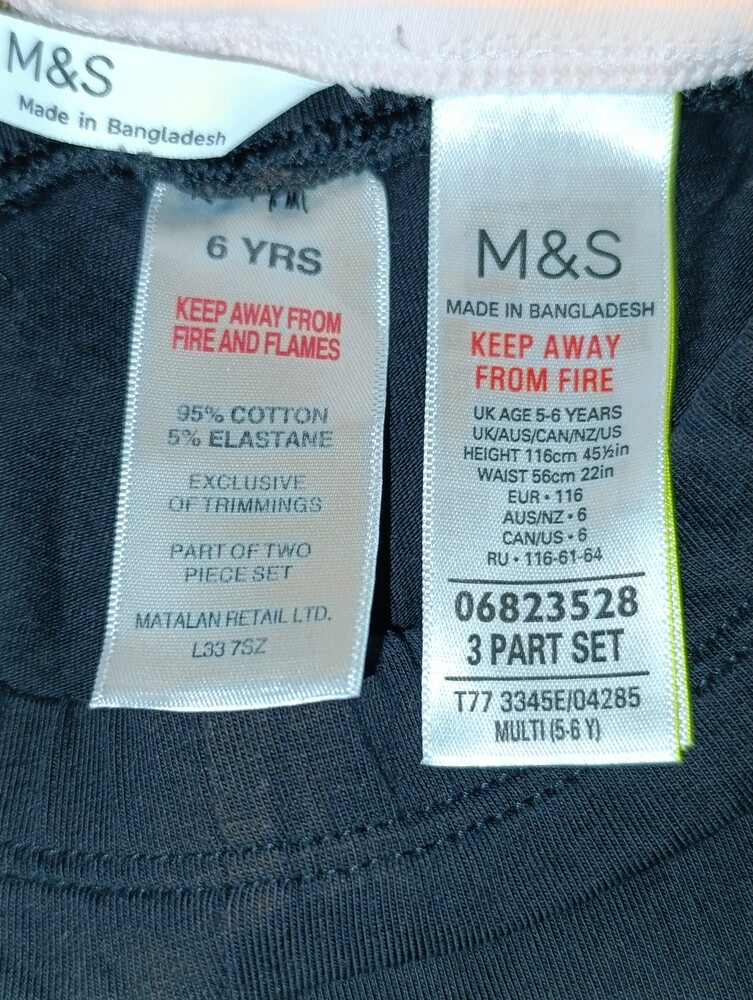 M&S
Made in Bangladesh
6 YRS
KEEP AWAY FROM
FIRE AND FLAMES
95% COTTON
5% ELASTANE
EXCLUSIVE
OF TRIMMINGS
PART OF TWO
PIECE SET
MATALAN RETAIL LTD.
L33 7SZ
M&S
MADE IN BANGLADESH
KEEP AWAY
FROM FIRE
UK AGE 5-6 YEARS
UK/AUS/CAN/NZ/US
HEIGHT 116cm 45½in
WAIST 56cm 22in
EUR • 116
AUS/NZ • 6
CAN/US • 6
RU • 116-61-64
06823528
3 PART SET
T77 3345E/04285
MULTI (5-6 Y)